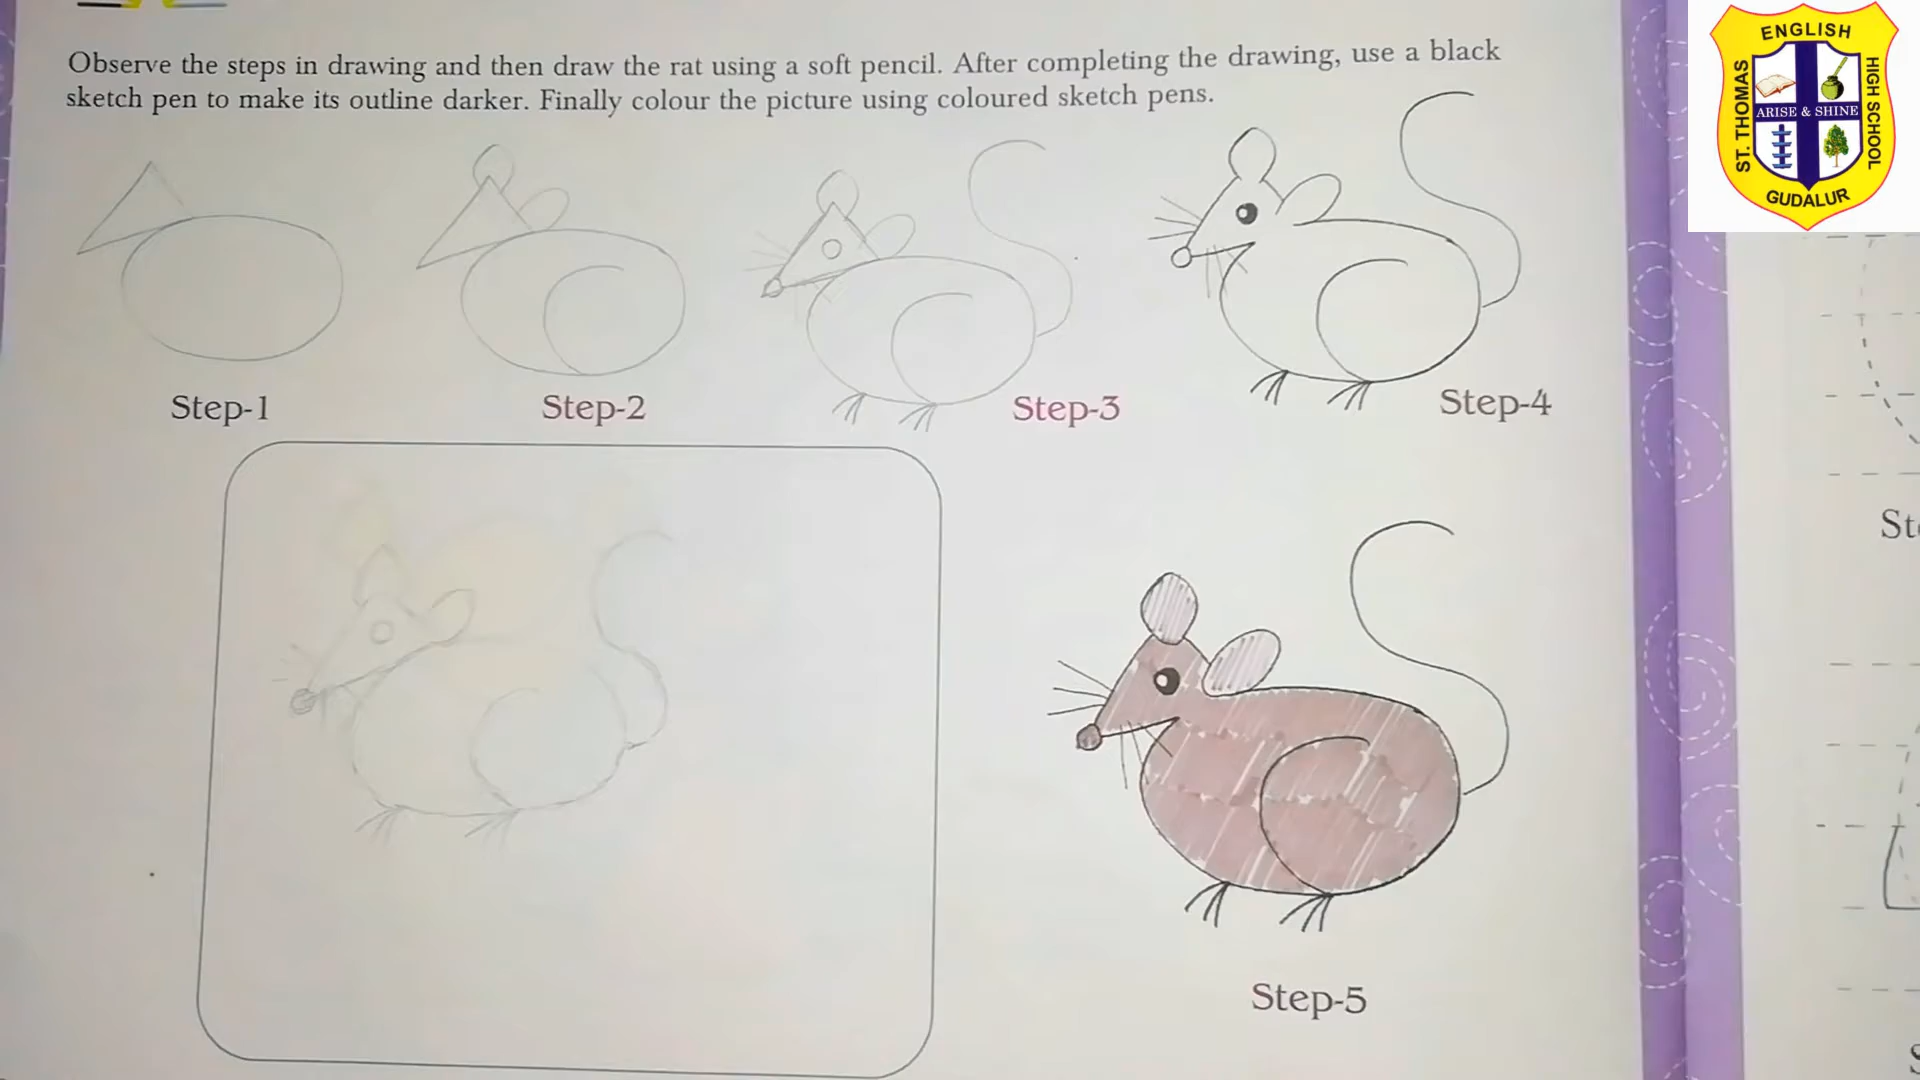 Observe the steps in drawing and then draw the rat using a soft pencil. After completing the drawing, use a black
sketch pen to make its outline darker. Finally colour the picture using coloured sketch pens.
ENGLISH
ST. THOMAS
HIGH SCHOOL
ARISE & SHINE
GUDALUR
Step-1
Step-2
Step-3
Step-4
Step-5